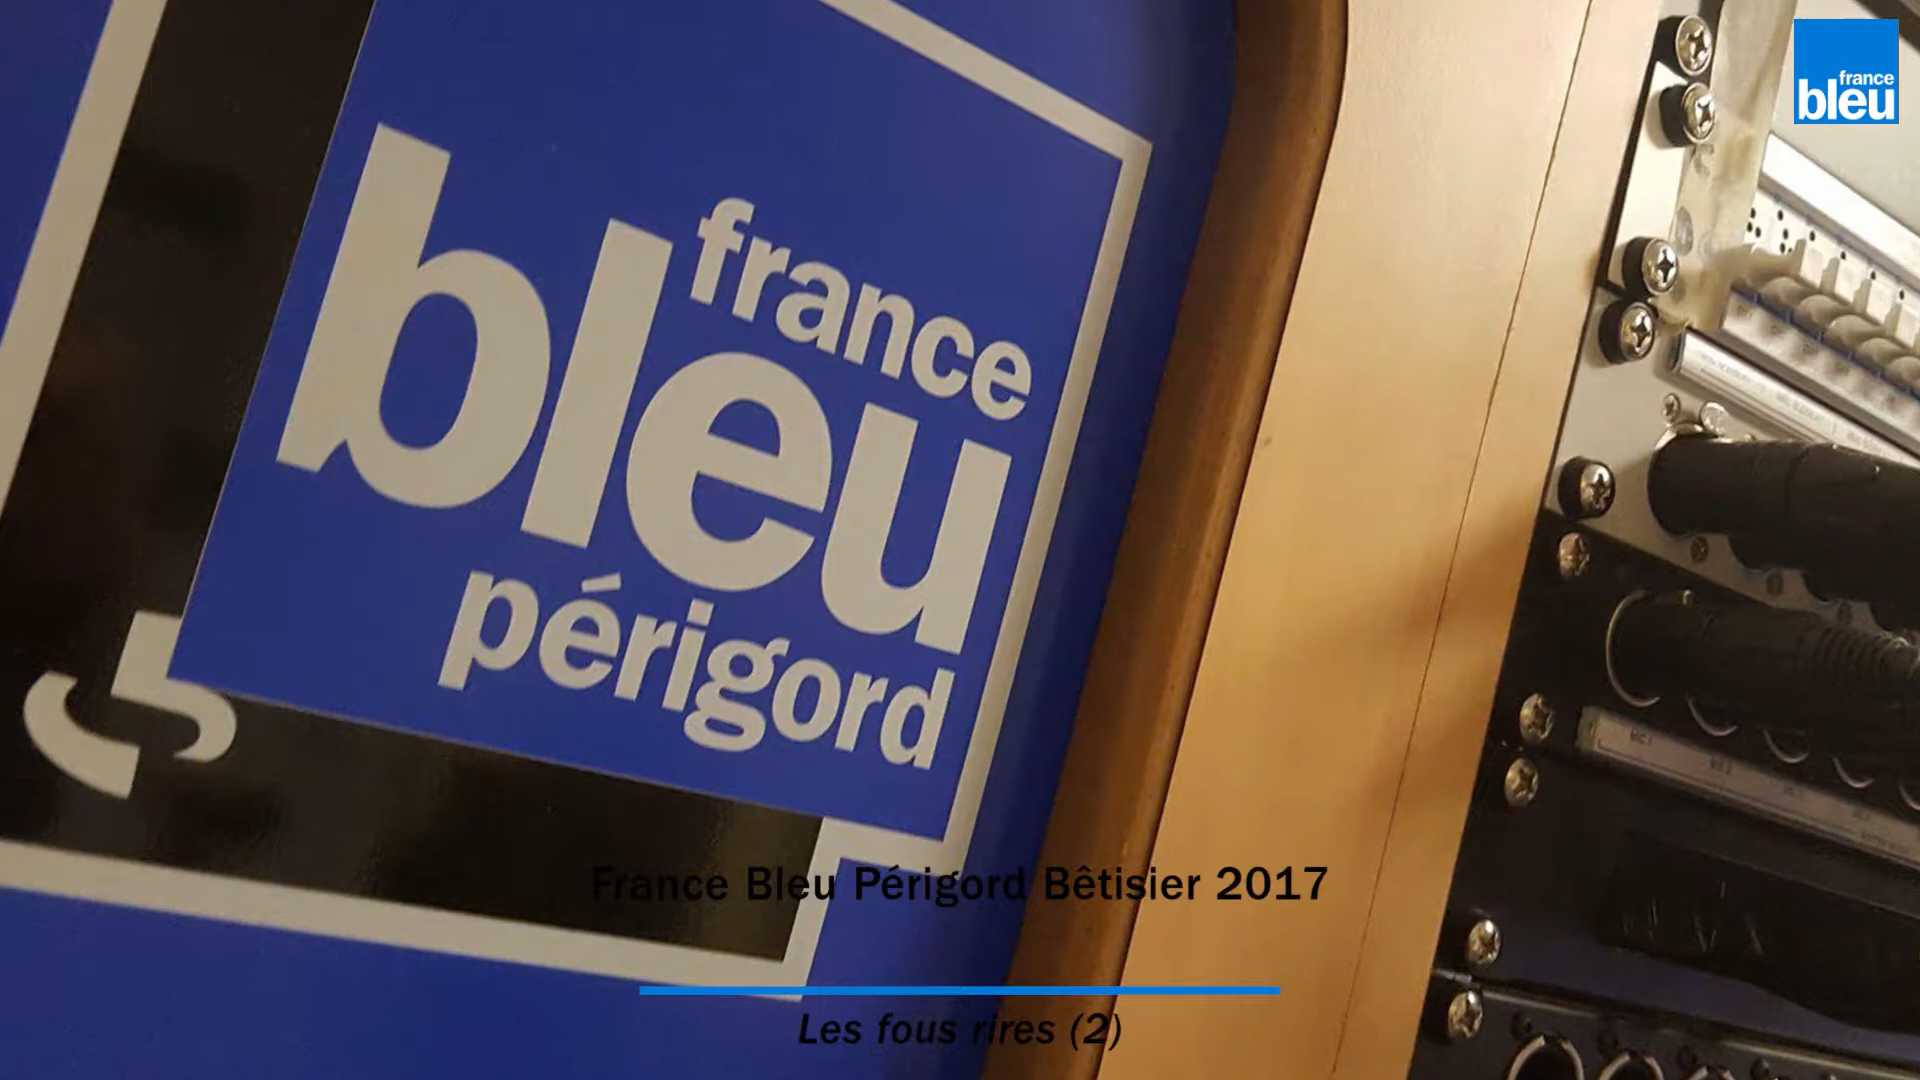 france
bleu
france
bleu
périgord
France Bleu Périgord Bêtisier 2017
Les fous rires (2)